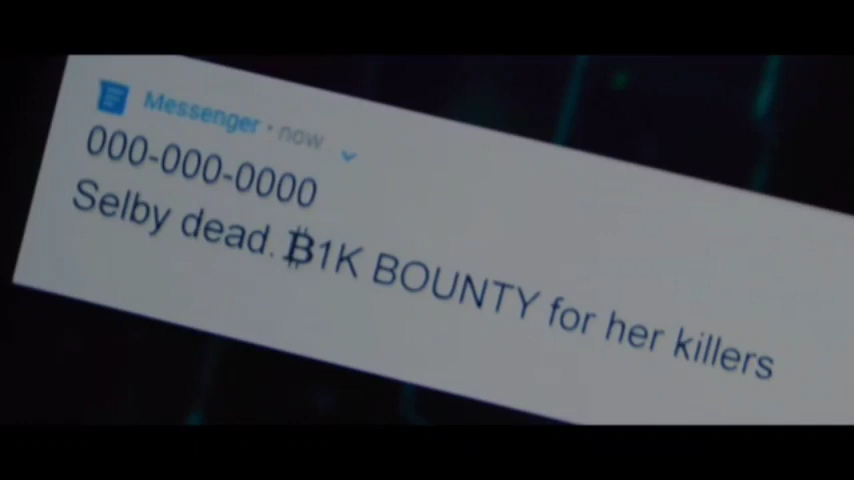 Messenger · now
000-000-0000
Selby dead. ₿1K BOUNTY for her killers